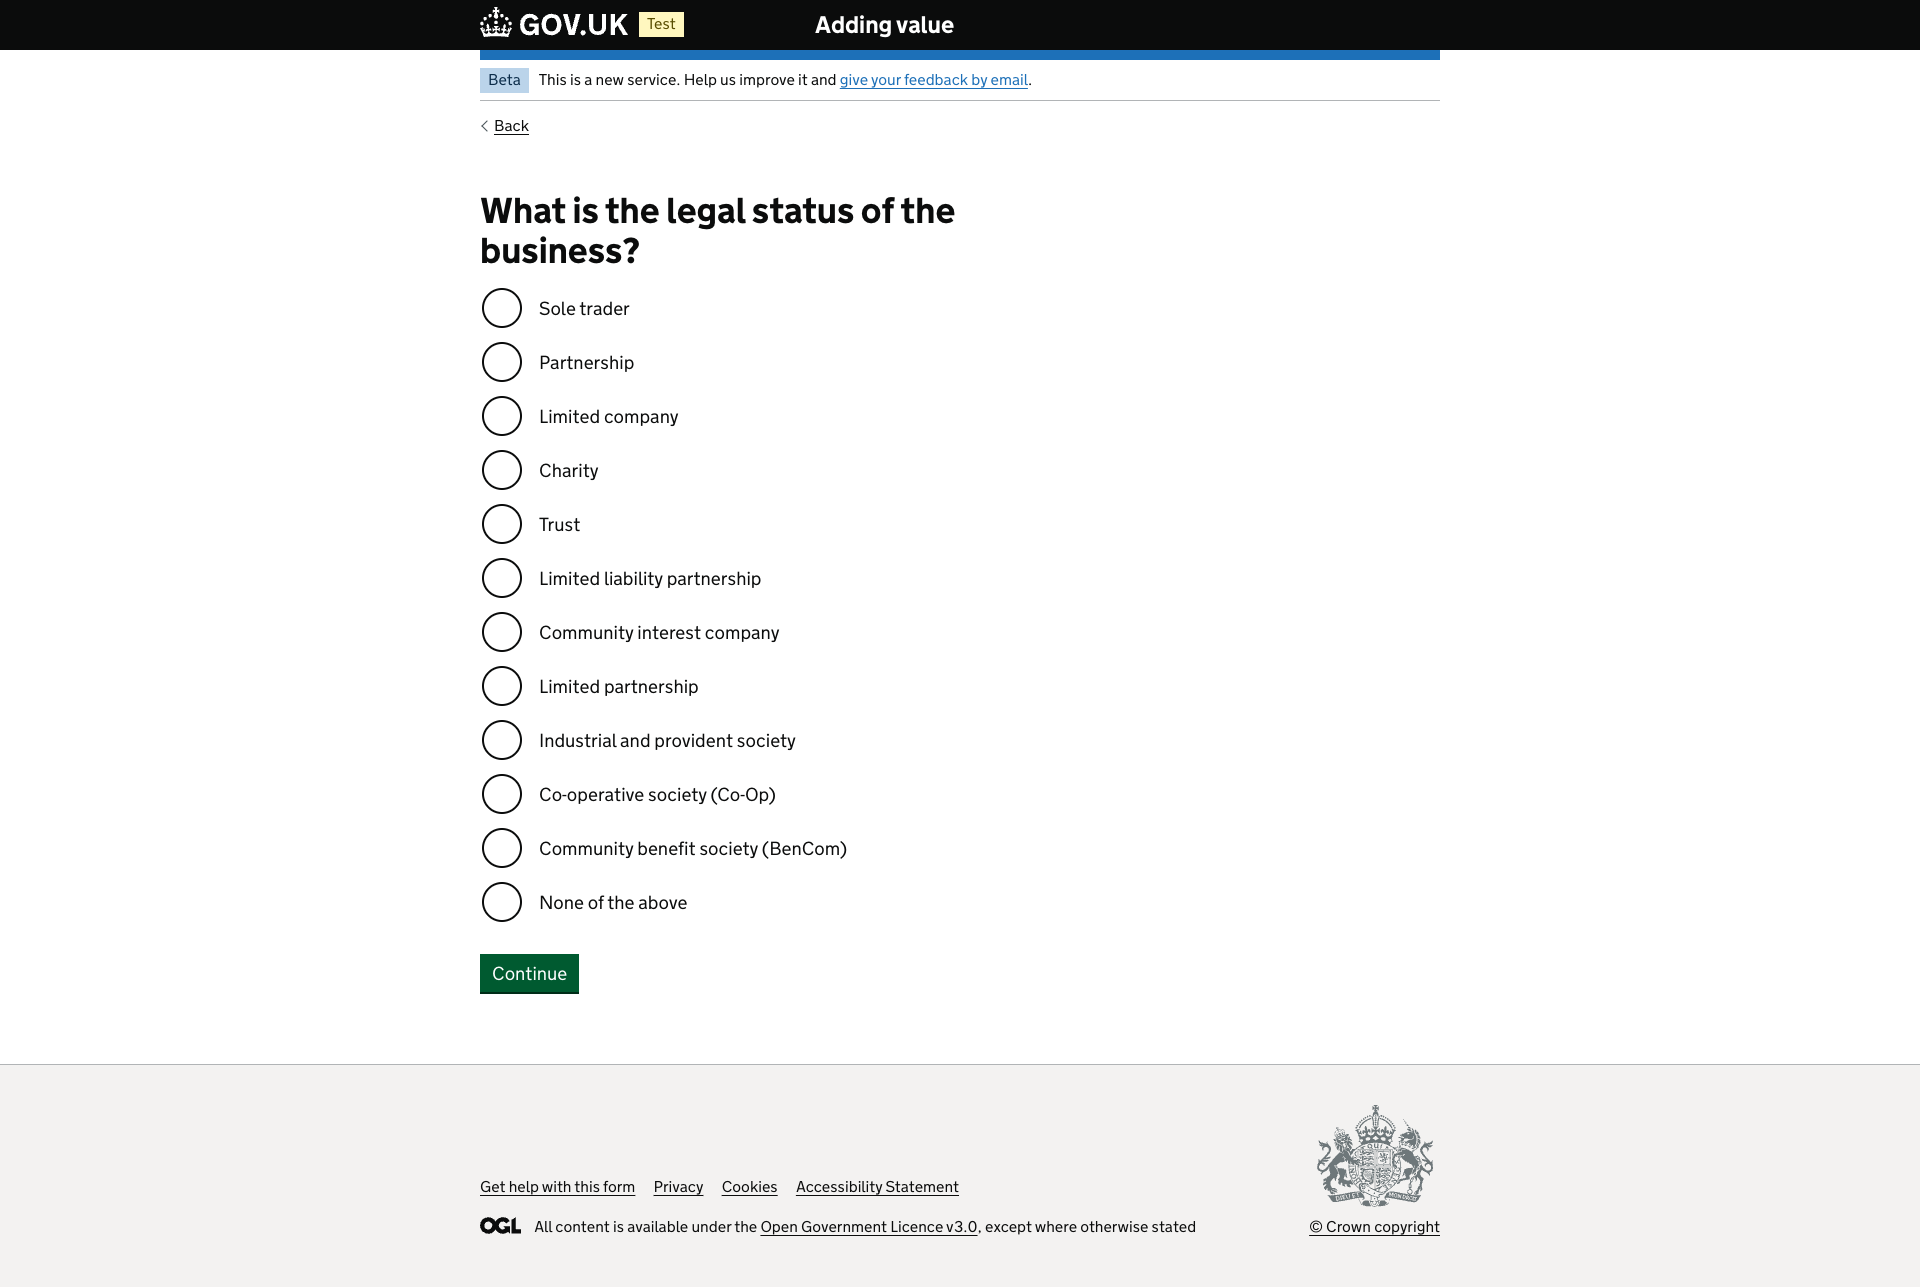 GOV.UK Test Adding value
Beta This is a new service. Help us improve it and give your feedback by email.
Back
What is the legal status of the
business?
Sole trader
Partnership
Limited company
Charity
Trust
Limited liability partnership
Community interest company
Limited partnership
Industrial and provident society
Co-operative society (Co-Op)
Community benefit society (BenCom)
None of the above
Continue
Get help with this form Privacy Cookies Accessibility Statement
OGL All content is available under the Open Government Licence v3.0, except where otherwise stated
© Crown copyright